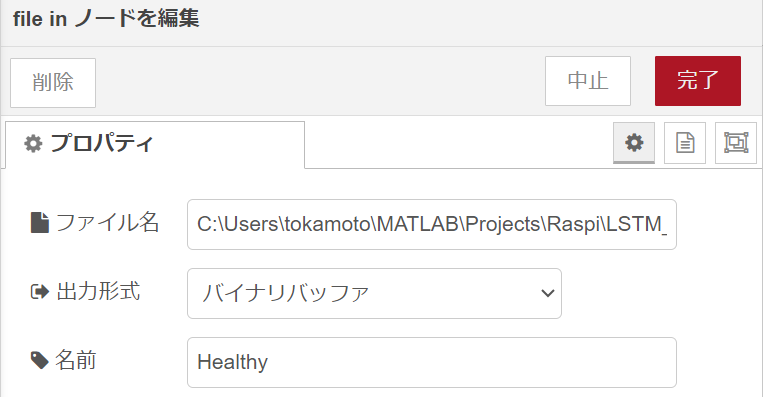 file in ノードを編集
削除
中止
完了
プロパティ
ファイル名
C:\Users\tokamoto\MATLAB\Projects\Raspi\LSTM_
出力形式
バイナリバッファ
名前
Healthy